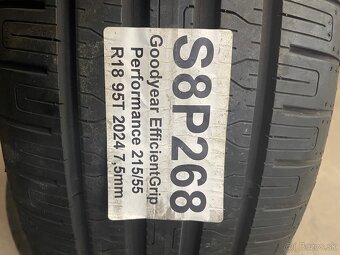 S8P268
Goodyear EfficientGrip
Performance 215/55
R18 95T 2024 7,5mm